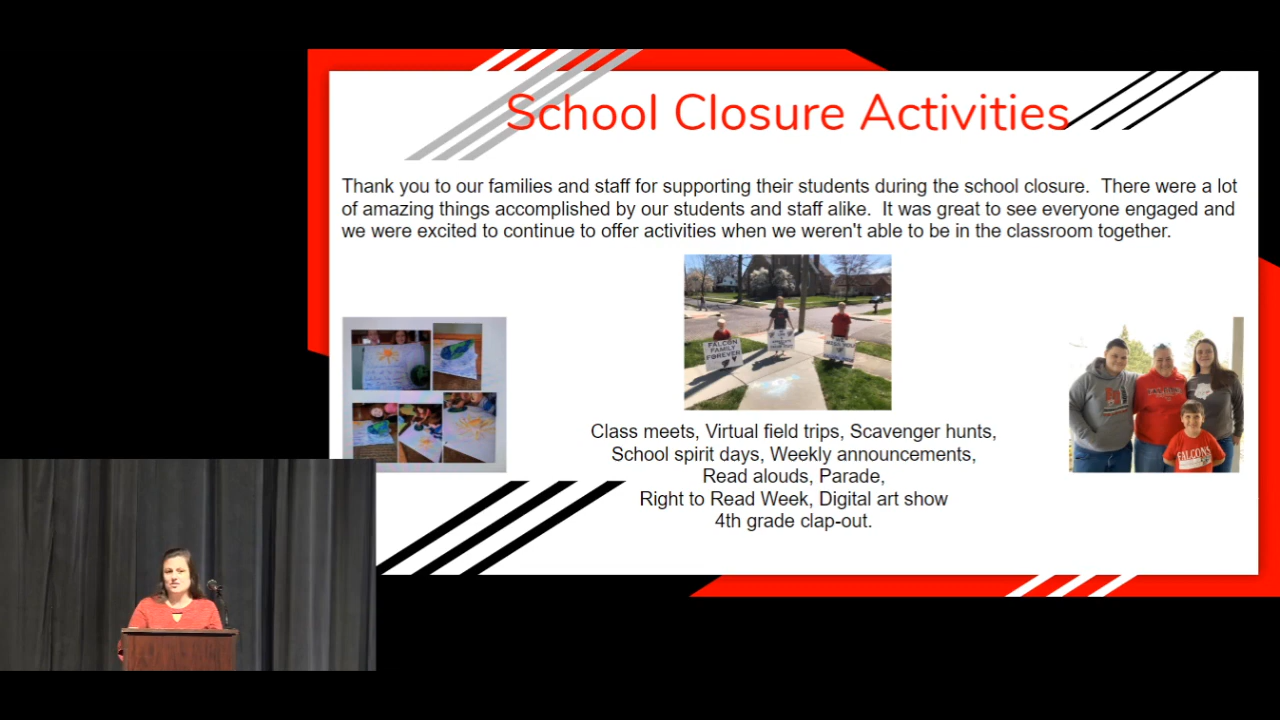 School Closure Activities
Thank you to our families and staff for supporting their students during the school closure. There were a lot
of amazing things accomplished by our students and staff alike. It was great to see everyone engaged and
we were excited to continue to offer activities when we weren't able to be in the classroom together.
FALCON
FAMILY
FOREVER
Class meets, Virtual field trips, Scavenger hunts,
School spirit days, Weekly announcements,
Read alouds, Parade,
Right to Read Week, Digital art show
4th grade clap-out.
FALCONS